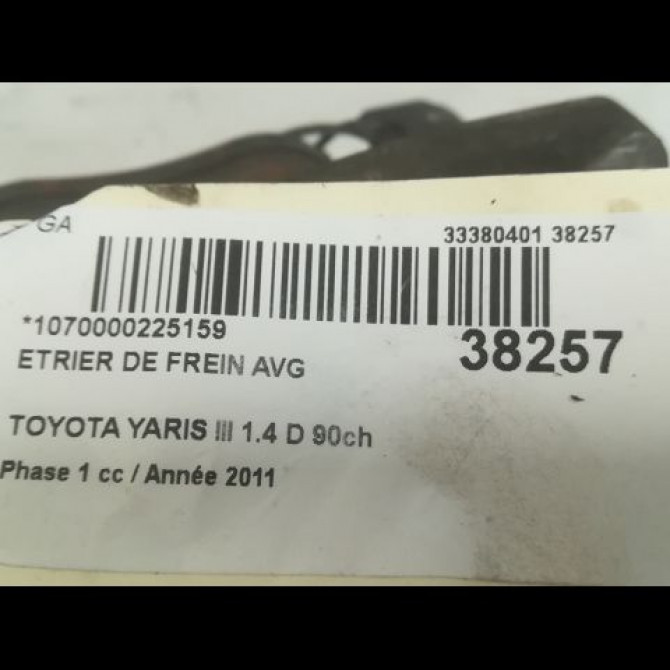 GA 33380401 38257
*1070000225159
38257
ETRIER DE FREIN AVG
TOYOTA YARIS III 1.4 D 90ch
Phase 1 cc / Année 2011